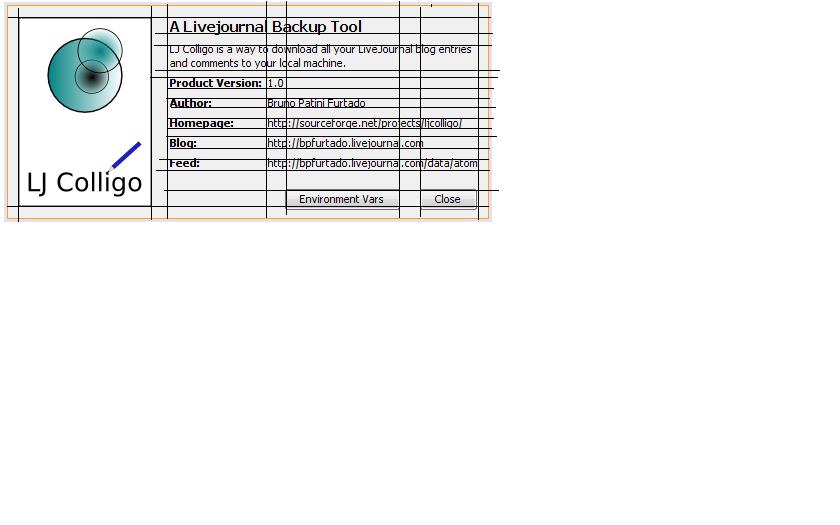 A Livejournal Backup Tool
LJ Colligo is a way to download all your LiveJournal blog entries
and comments to your local machine.
Product Version: 1.0
Author: Bruno Patini Furtado
Homepage: http://sourceforge.net/projects/ljcolligo/
Blog: http://bpfurtado.livejournal.com
Feed: http://bpfurtado.livejournal.com/data/atom
LJ Colligo
Environment Vars Close